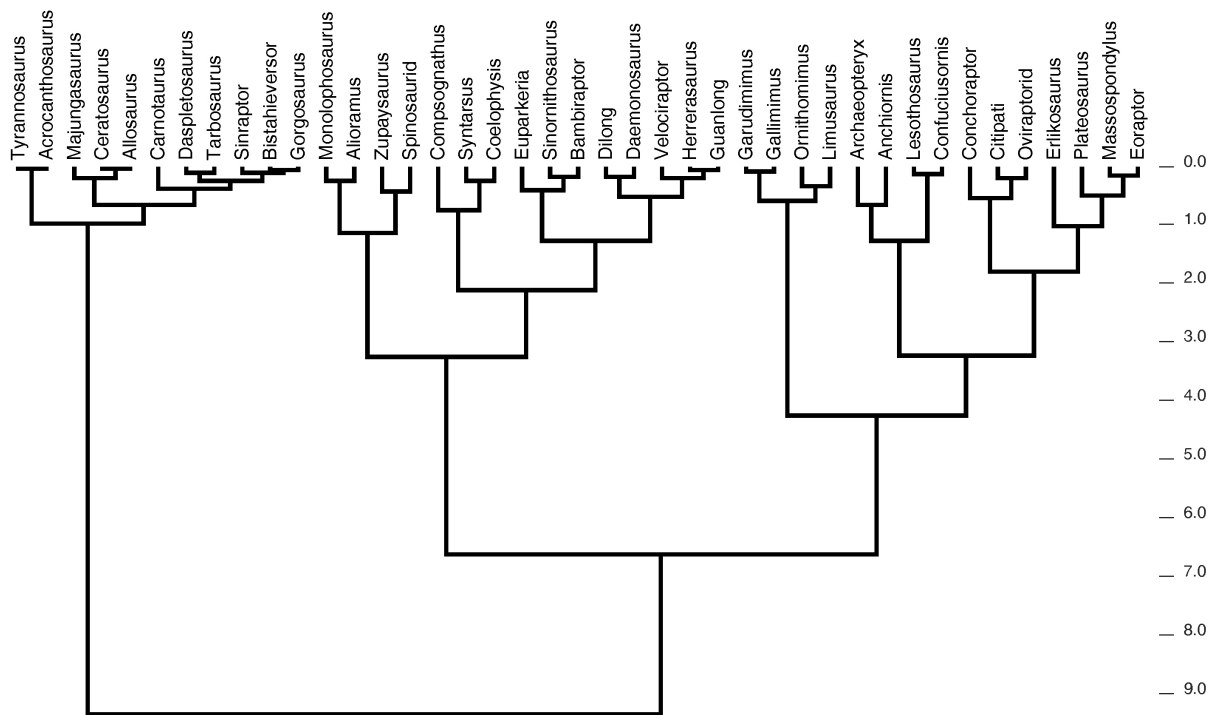 Tyrannosaurus
Acrocanthosaurus
Majungasaurus
Ceratosaurus
Allosaurus
Carnotaurus
Daspletosaurus
Tarbosaurus
Sinraptor
Bistahieversor
Gorgosaurus
Monolophosaurus
Alioramus
Zupaysaurus
Spinosaurid
Compsognathus
Syntarsus
Coelophysis
Euparkeria
Sinornithosaurus
Bambiraptor
Dilong
Daemonosaurus
Velociraptor
Herrerasaurus
Guanlong
Garudimimus
Gallimimus
Ornithomimus
Limusaurus
Archaeopteryx
Anchiornis
Lesothosaurus
Confuciusornis
Conchoraptor
Citipati
Oviraptorid
Erlikosaurus
Plateosaurus
Massospondylus
Eoraptor
0.0
1.0
2.0
3.0
4.0
5.0
6.0
7.0
8.0
9.0